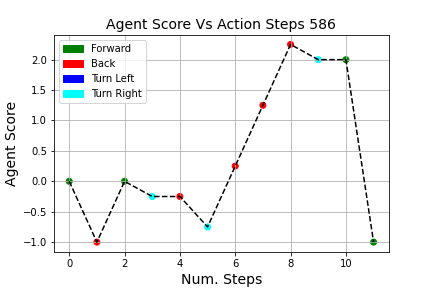 Agent Score Vs Action Steps 586
Forward
Back
Turn Left
Turn Right
2.0
1.5
1.0
0.5
0.0
−0.5
−1.0
Agent Score
0 2 4 6 8 10
Num. Steps